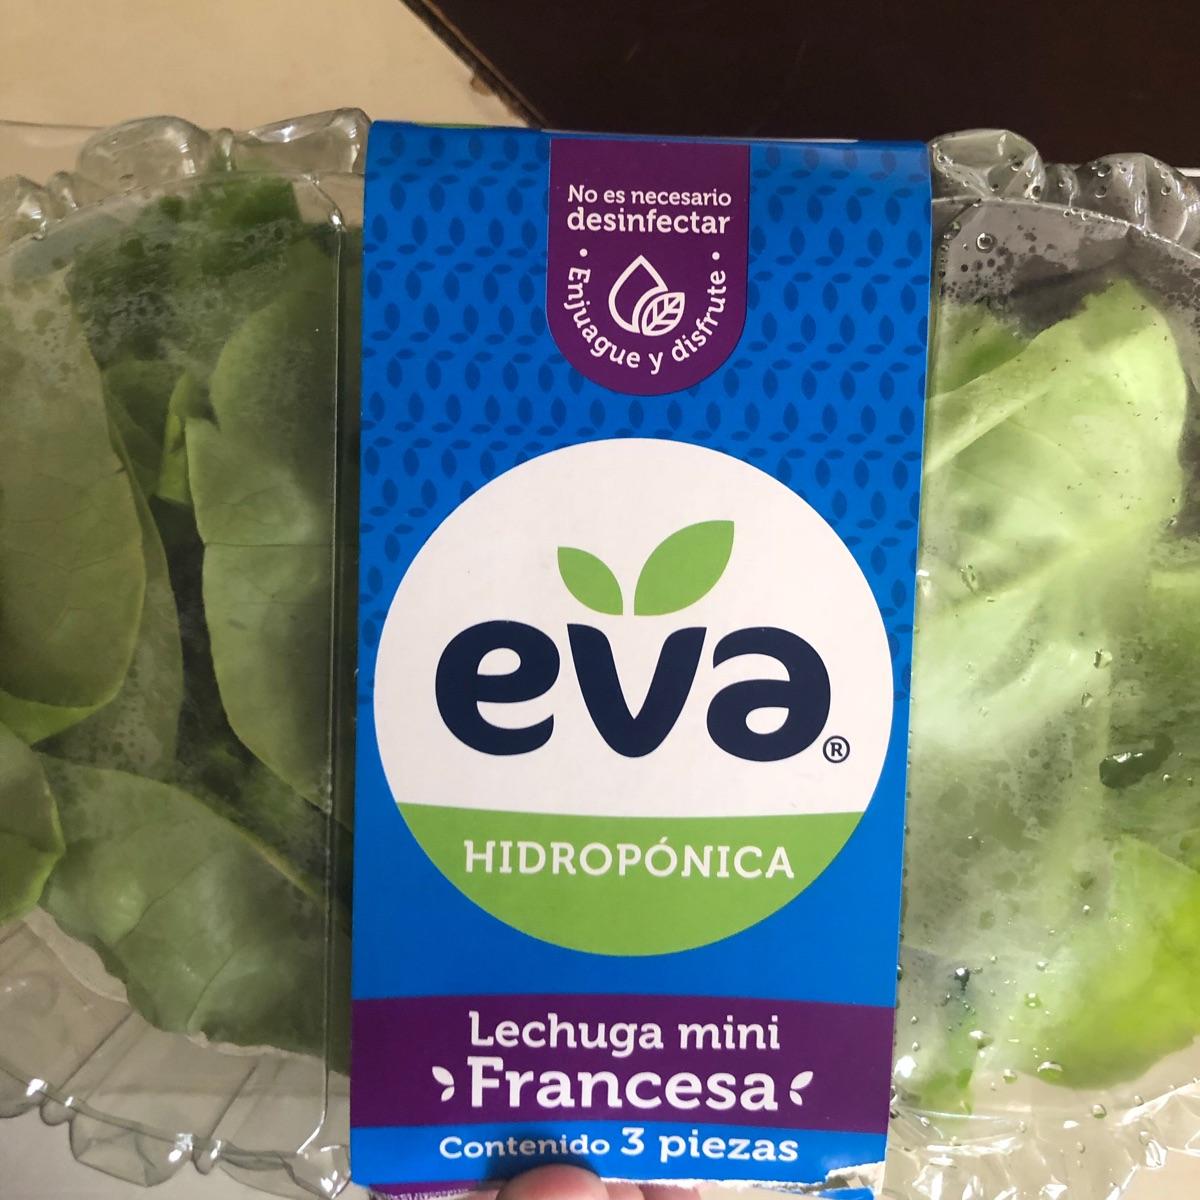 No es necesario
desinfectar
• Enjuague y disfrute •
eva®
HIDROPÓNICA
Lechuga mini
Francesa
Contenido 3 piezas